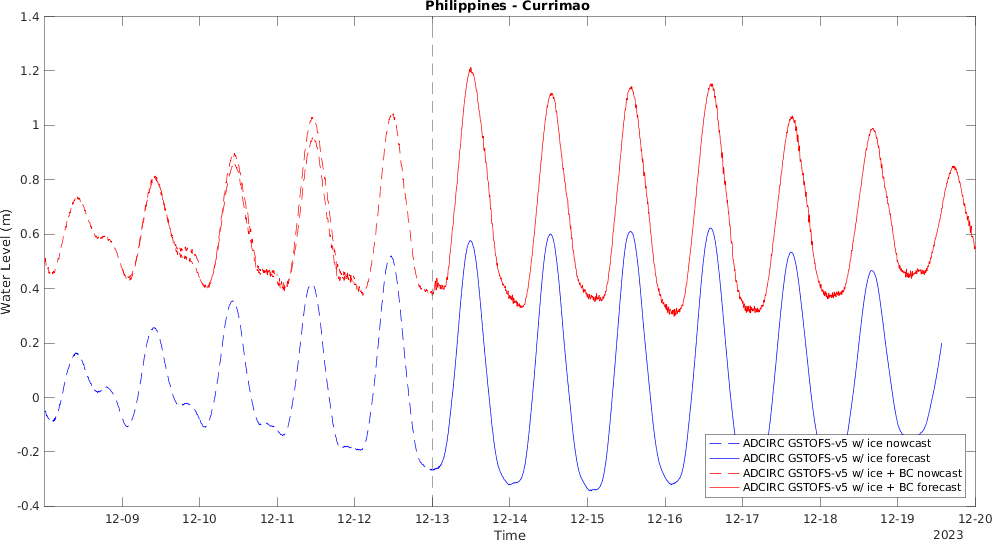 Philippines - Currimao
1.4
1.2
1
0.8
0.6
0.4
0.2
0
-0.2
-0.4
Water Level (m)
ADCIRC GSTOFS-v5 w/ ice nowcast
ADCIRC GSTOFS-v5 w/ ice forecast
ADCIRC GSTOFS-v5 w/ ice + BC nowcast
ADCIRC GSTOFS-v5 w/ ice + BC forecast
12-09 12-10 12-11 12-12 12-13 12-14 12-15 12-16 12-17 12-18 12-19 12-20
Time
2023